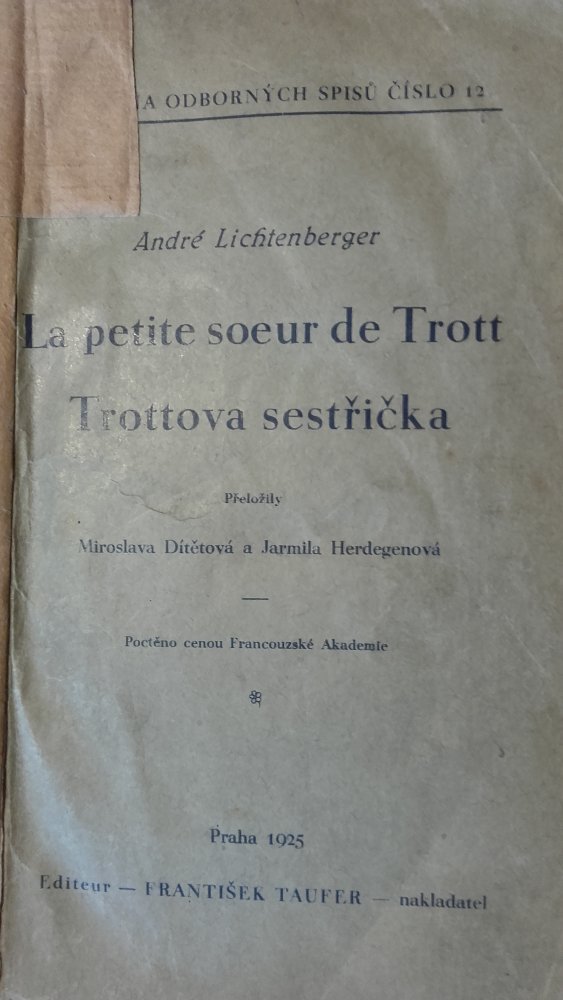 ODBORNÝCH SPISŮ ČÍSLO 12
André Lichtenberger
La petite soeur de Trott
Trottova sestřička
Přeložily
Miroslava Dítětová a Jarmila Herdegenová
Poctěno cenou Francouzské Akademie
Praha 1925
Editeur — FRANTIŠEK TAUFER — nakladatel